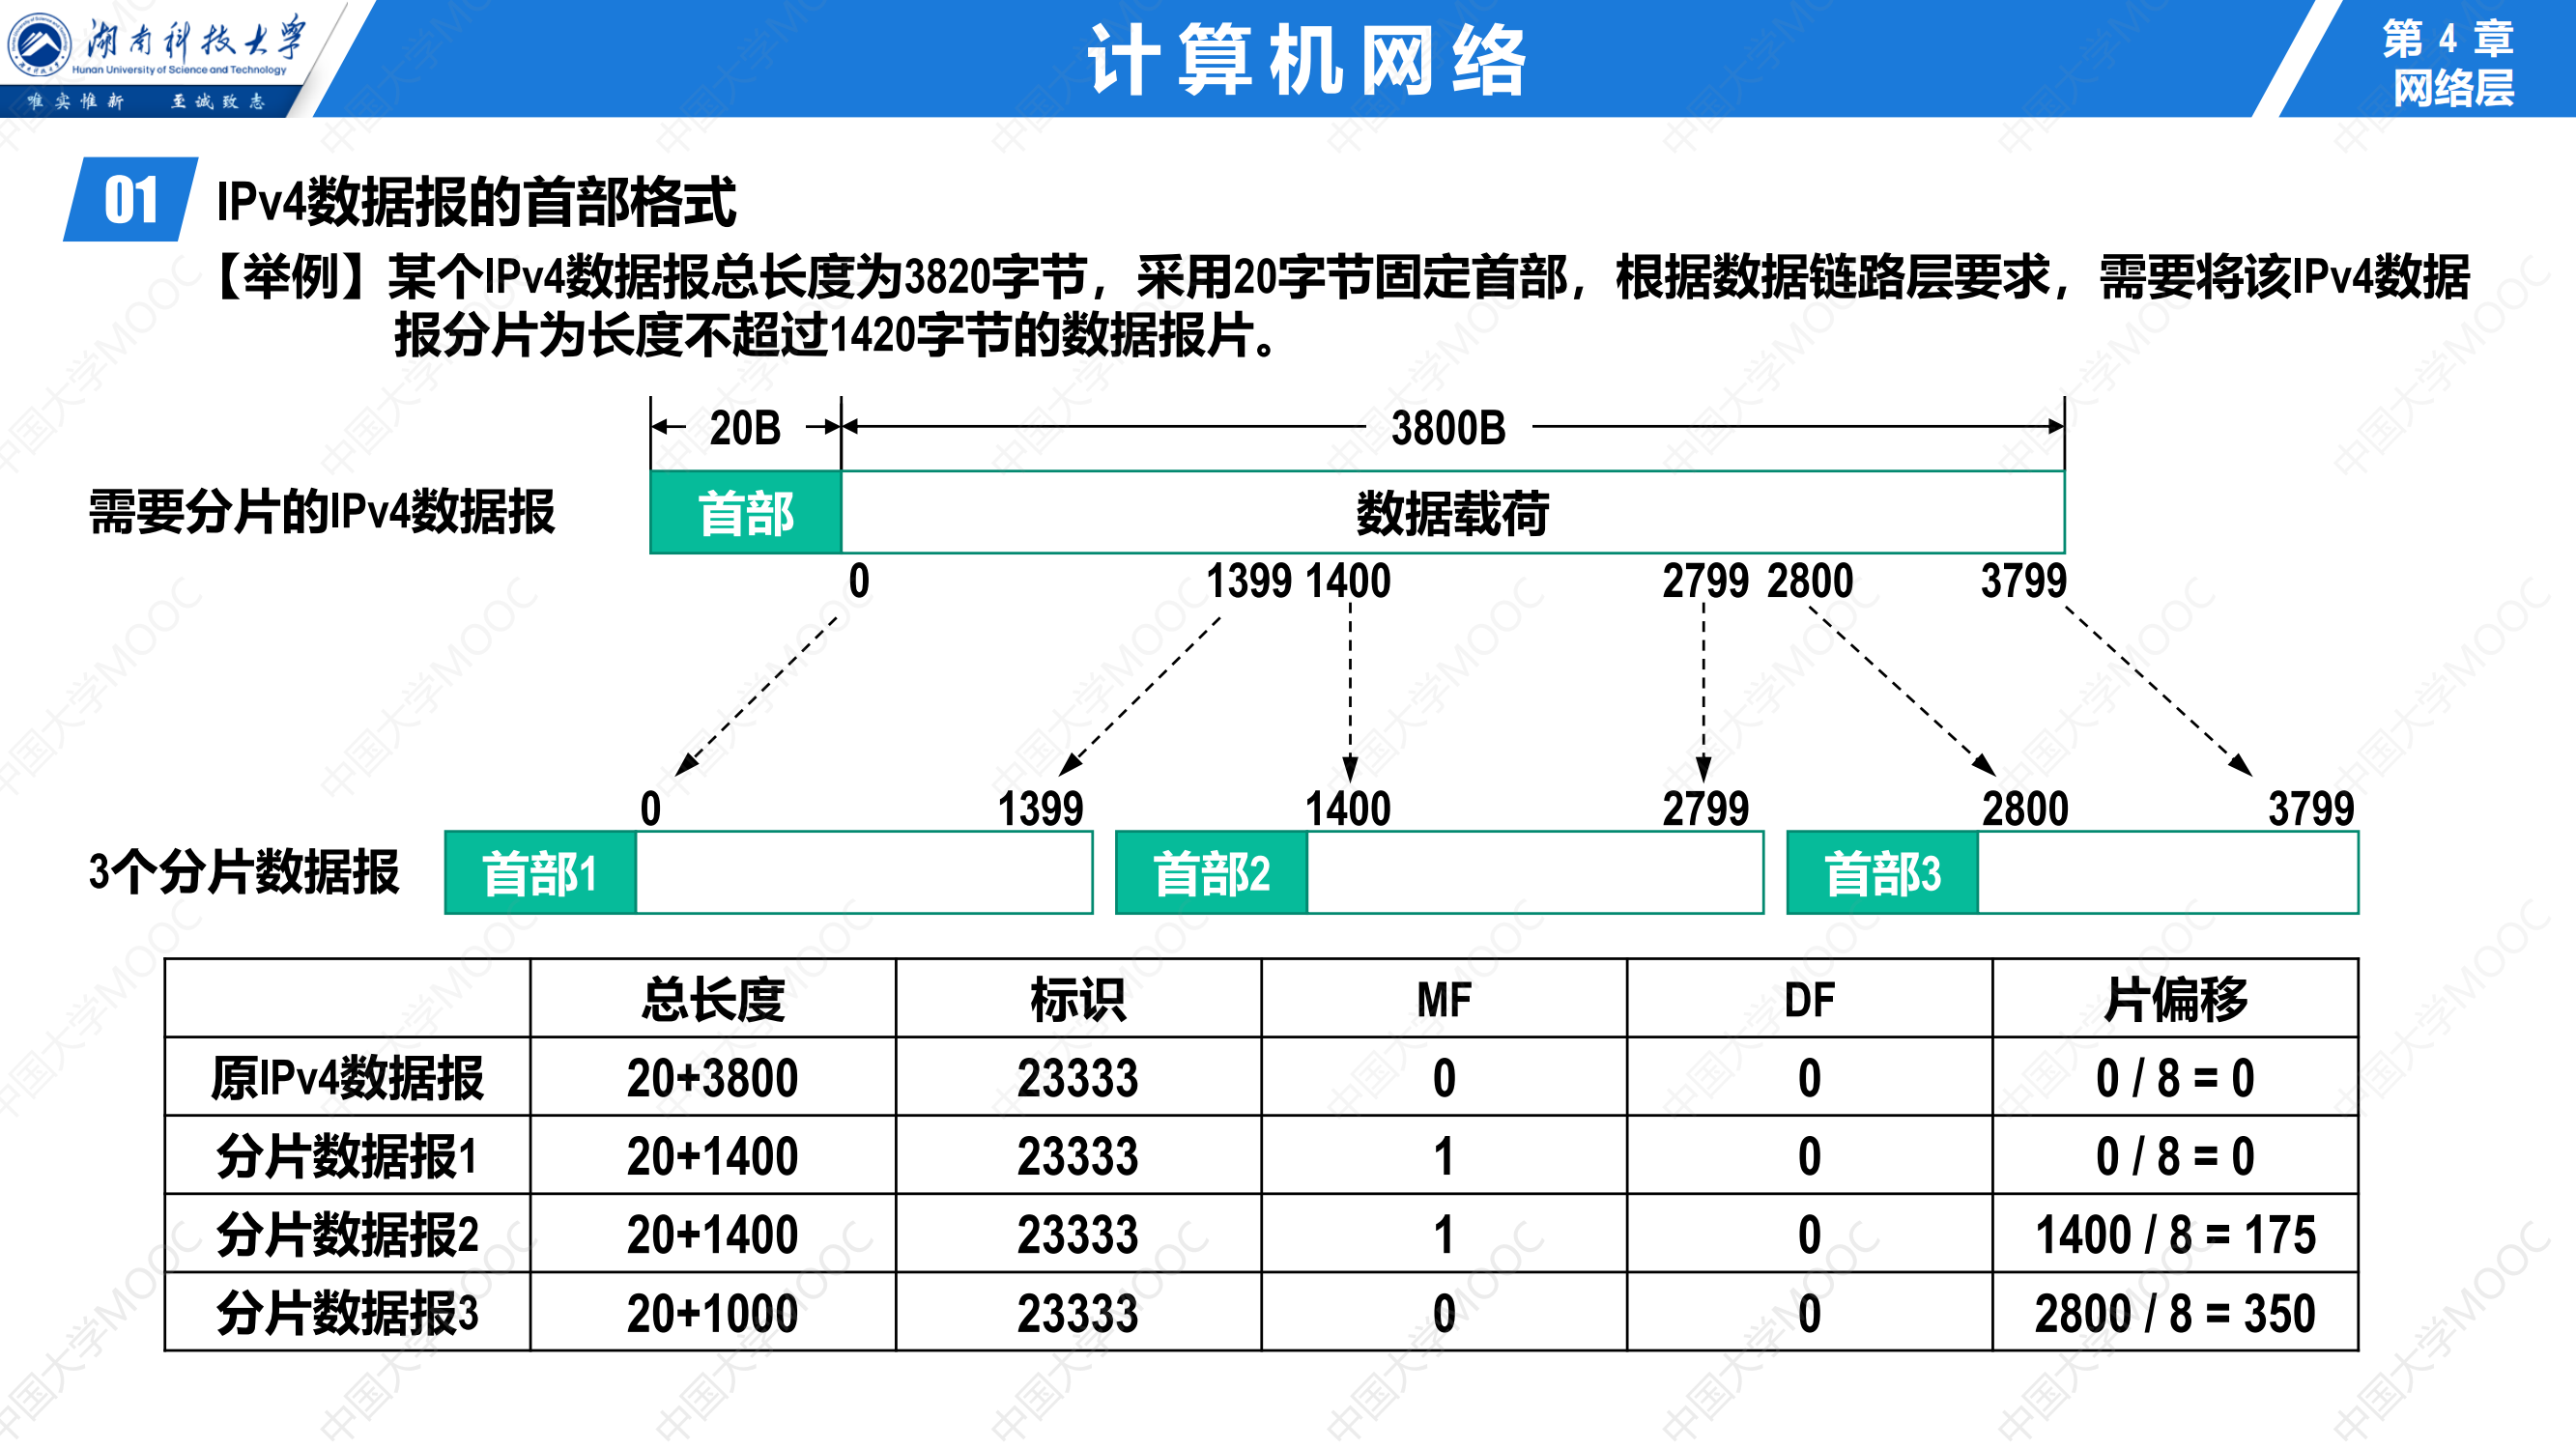 湖南科技大学
Hunan University of Science and Technology
唯实惟新 至诚致志
计算机网络
第 4 章
网络层
01 IPv4数据报的首部格式
【举例】某个IPv4数据报总长度为3820字节，采用20字节固定首部，根据数据链路层要求，需要将该IPv4数据
报分片为长度不超过1420字节的数据报片。
20B 3800B
需要分片的IPv4数据报 首部 数据载荷
0 1399 1400 2799 2800 3799
0 1399 1400 2799 2800 3799
3个分片数据报 首部1 首部2 首部3
总长度 标识 MF DF 片偏移
原IPv4数据报 20+3800 23333 0 0 0 / 8 = 0
分片数据报1 20+1400 23333 1 0 0 / 8 = 0
分片数据报2 20+1400 23333 1 0 1400 / 8 = 175
分片数据报3 20+1000 23333 0 0 2800 / 8 = 350
中国大学MOOC